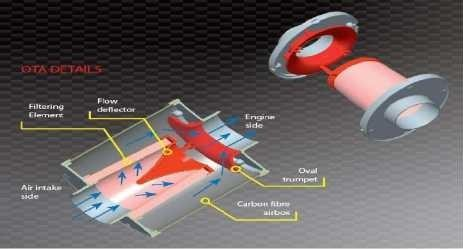 OTA DETAILS
Filtering
Element
Flow
deflector
Engine
side
Air intake
side
Oval
trumpet
Carbon fibre
airbox